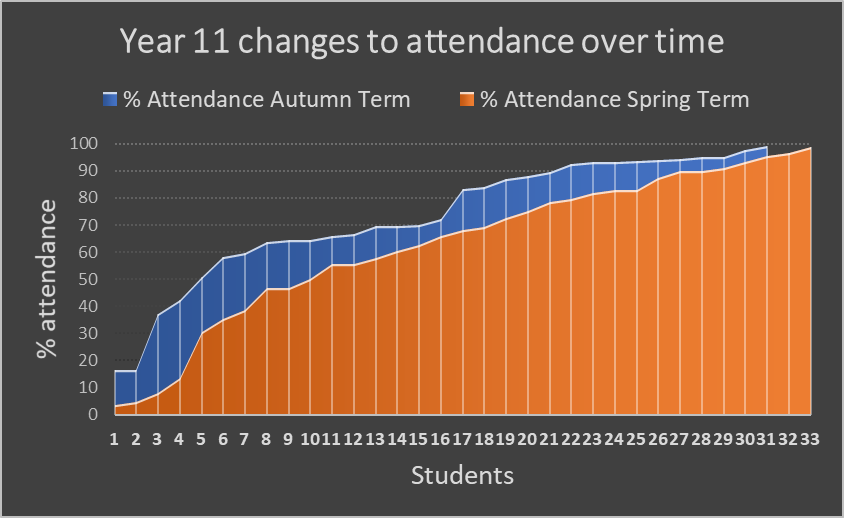 Year 11 changes to attendance over time
% Attendance Autumn Term % Attendance Spring Term
100
90
80
70
60
50
40
30
20
10
0
% attendance
1 2 3 4 5 6 7 8 9 10 11 12 13 14 15 16 17 18 19 20 21 22 23 24 25 26 27 28 29 30 31 32 33
Students